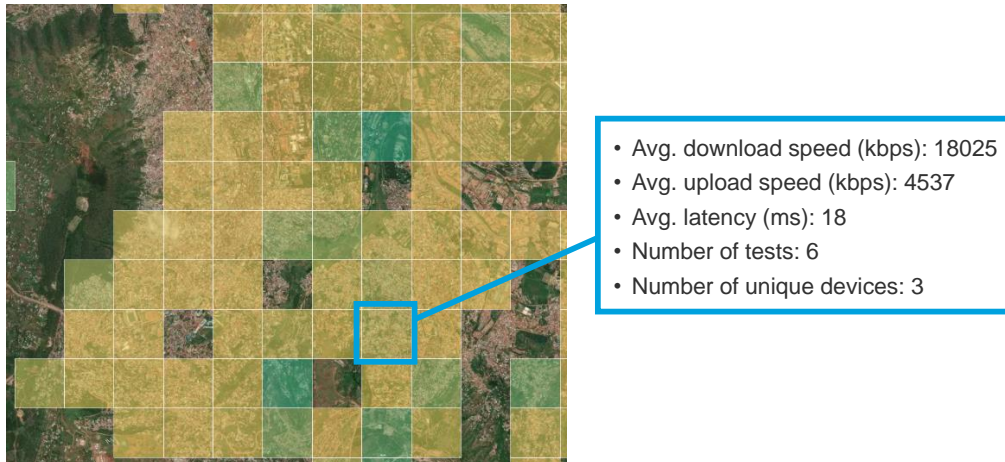 • Avg. download speed (kbps): 18025
• Avg. upload speed (kbps): 4537
• Avg. latency (ms): 18
• Number of tests: 6
• Number of unique devices: 3